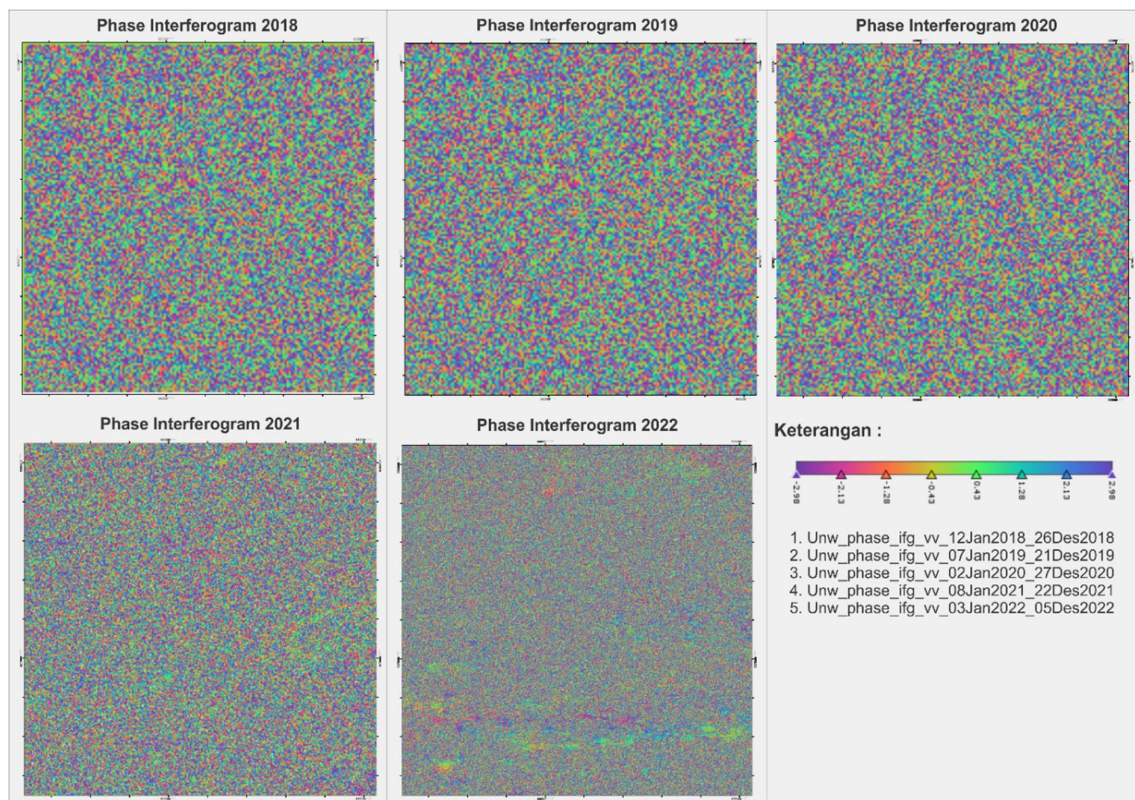 Phase Interferogram 2018
Phase Interferogram 2019
Phase Interferogram 2020
Phase Interferogram 2021
Phase Interferogram 2022
Keterangan :
-2.98
-2.13
-1.28
-0.43
0.43
1.28
2.13
2.98
1. Unw_phase_ifg_vv_12Jan2018_26Des2018
2. Unw_phase_ifg_vv_07Jan2019_21Des2019
3. Unw_phase_ifg_vv_02Jan2020_27Des2020
4. Unw_phase_ifg_vv_08Jan2021_22Des2021
5. Unw_phase_ifg_vv_03Jan2022_05Des2022